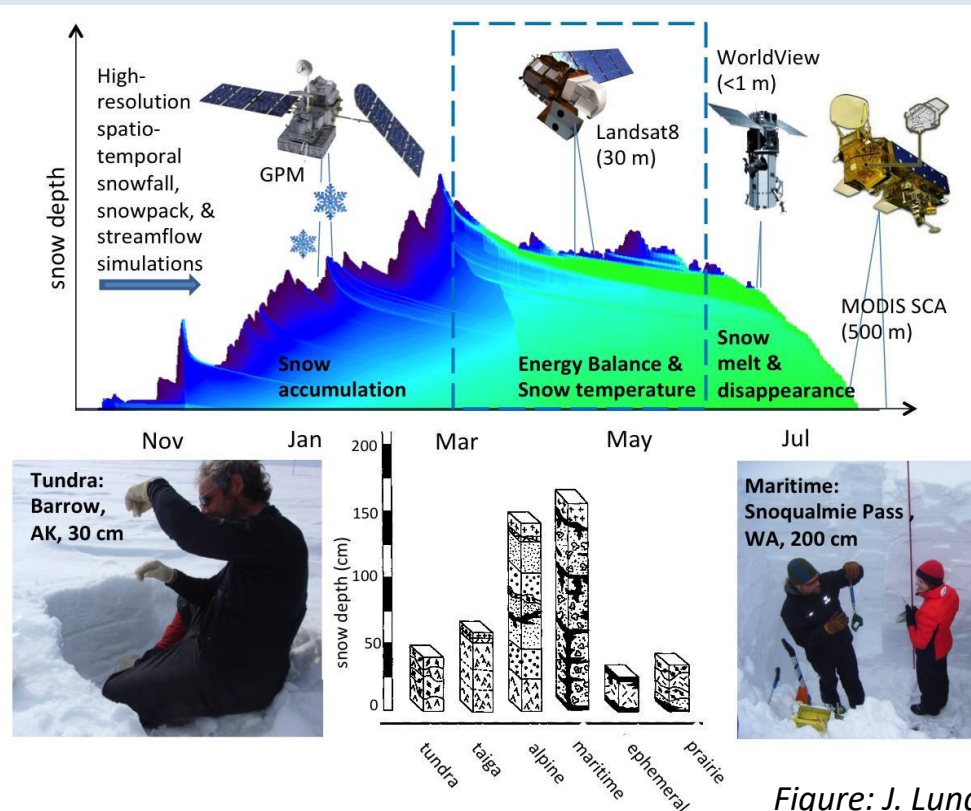 High-
resolution
spatio-
temporal
snowfall,
snowpack, &
streamflow
simulations
snow depth
GPM
Landsat8
(30 m)
WorldView
(<1 m)
MODIS SCA
(500 m)
Snow
accumulation
Energy Balance &
Snow temperature
Snow
melt &
disappearance
Nov Jan Mar May Jul
Tundra:
Barrow,
AK, 30 cm
snow depth (cm)
200
150
100
50
0
tundra
taiga
alpine
maritime
ephemeral
prairie
Maritime:
Snoqualmie Pass ,
WA, 200 cm
Figure: J. Lund